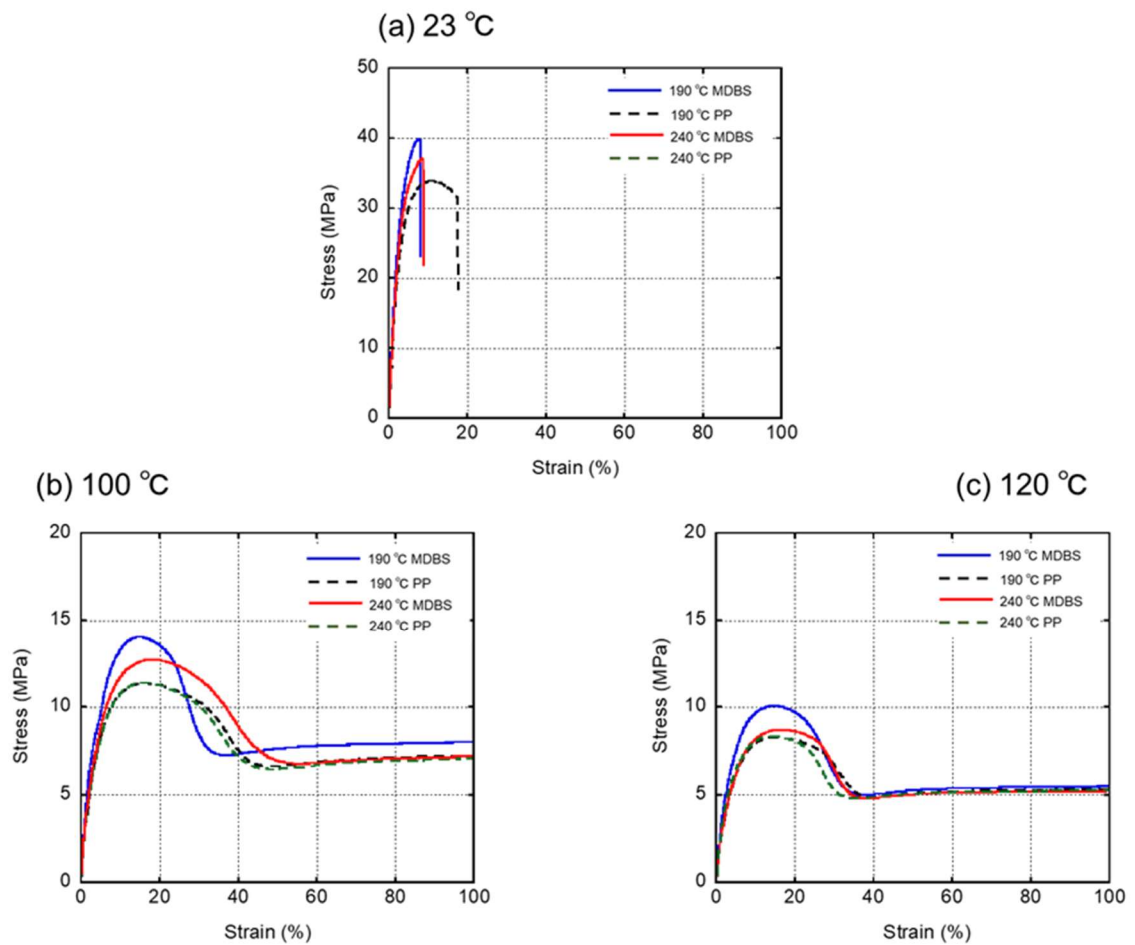 (a) 23 °C
50
40
30
20
10
0
Stress (MPa)
190 °C MDBS
190 °C PP
240 °C MDBS
240 °C PP
0 20 40 60 80 100
Strain (%)
(b) 100 °C
20
15
10
5
0
Stress (MPa)
190 °C MDBS
190 °C PP
240 °C MDBS
240 °C PP
0 20 40 60 80 100
Strain (%)
(c) 120 °C
20
15
10
5
0
Stress (MPa)
190 °C MDBS
190 °C PP
240 °C MDBS
240 °C PP
0 20 40 60 80 100
Strain (%)